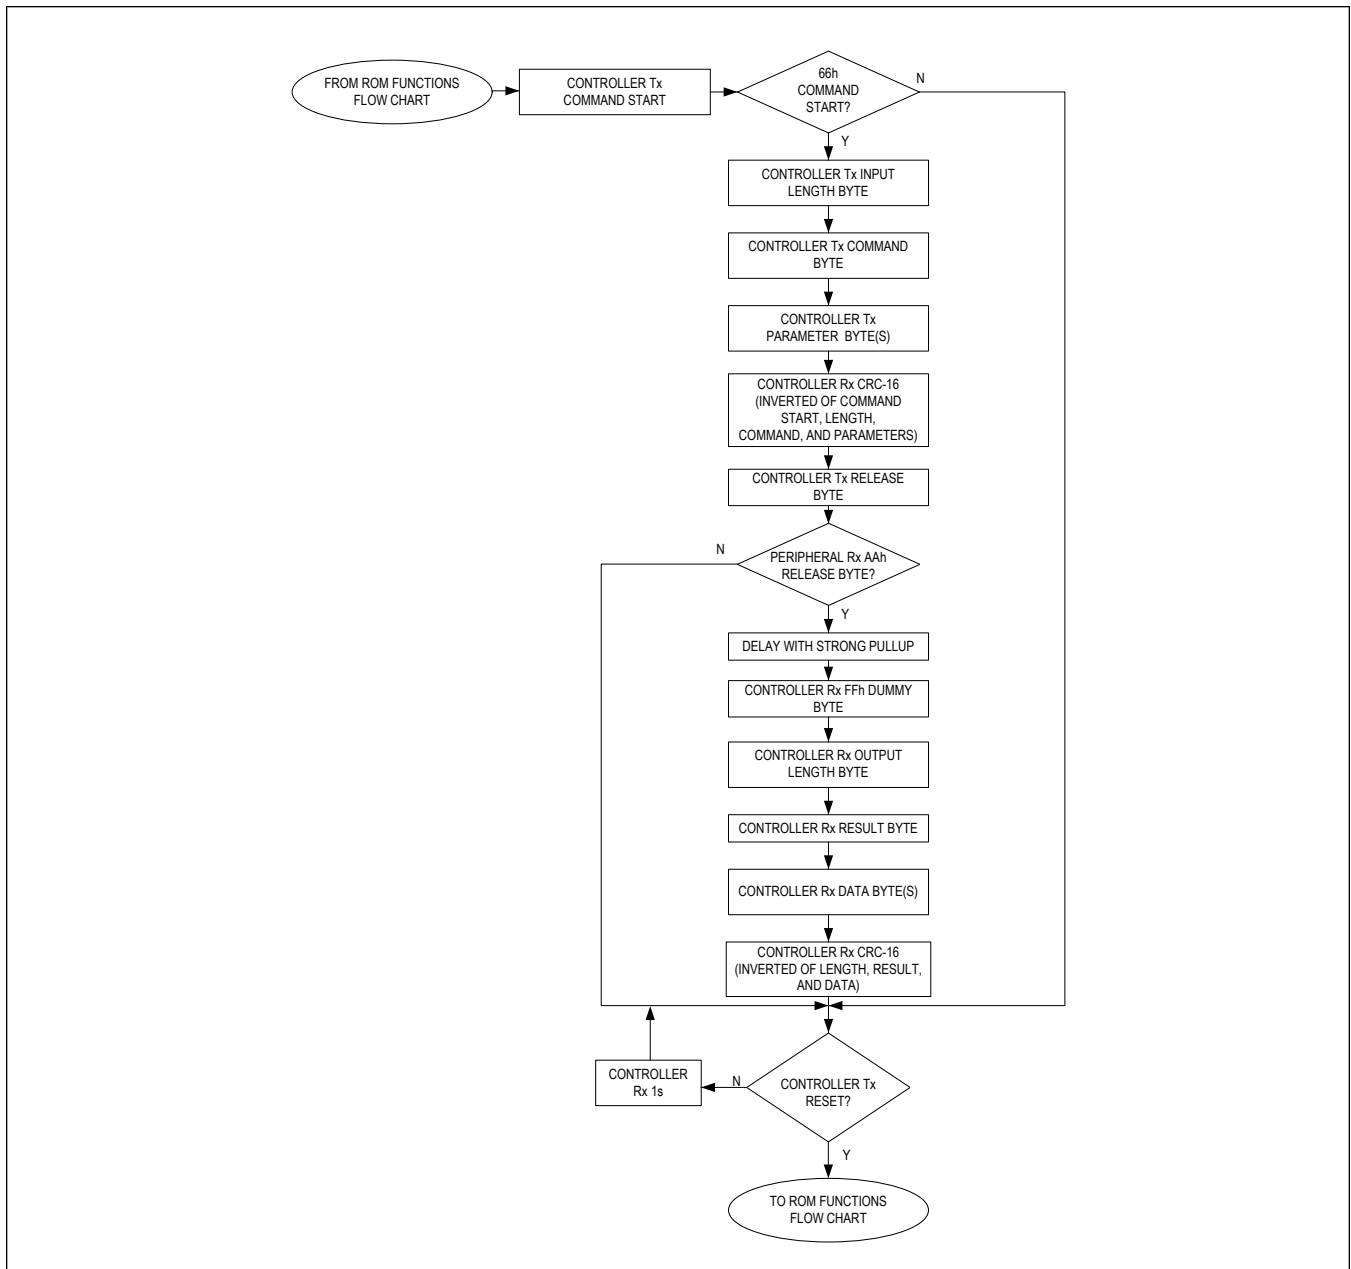 FROM ROM FUNCTIONS
FLOW CHART
CONTROLLER Tx
COMMAND START
66h
COMMAND
START?
N
Y
CONTROLLER Tx INPUT
LENGTH BYTE
CONTROLLER Tx COMMAND
BYTE
CONTROLLER Tx
PARAMETER BYTE(S)
CONTROLLER Rx CRC-16
(INVERTED OF COMMAND
START, LENGTH,
COMMAND, AND PARAMETERS)
CONTROLLER Tx RELEASE
BYTE
N
PERIPHERAL Rx AAh
RELEASE BYTE?
Y
DELAY WITH STRONG PULLUP
CONTROLLER Rx FFh DUMMY
BYTE
CONTROLLER Rx OUTPUT
LENGTH BYTE
CONTROLLER Rx RESULT BYTE
CONTROLLER Rx DATA BYTE(S)
CONTROLLER Rx CRC-16
(INVERTED OF LENGTH, RESULT,
AND DATA)
CONTROLLER
Rx 1s
N
CONTROLLER Tx
RESET?
Y
TO ROM FUNCTIONS
FLOW CHART